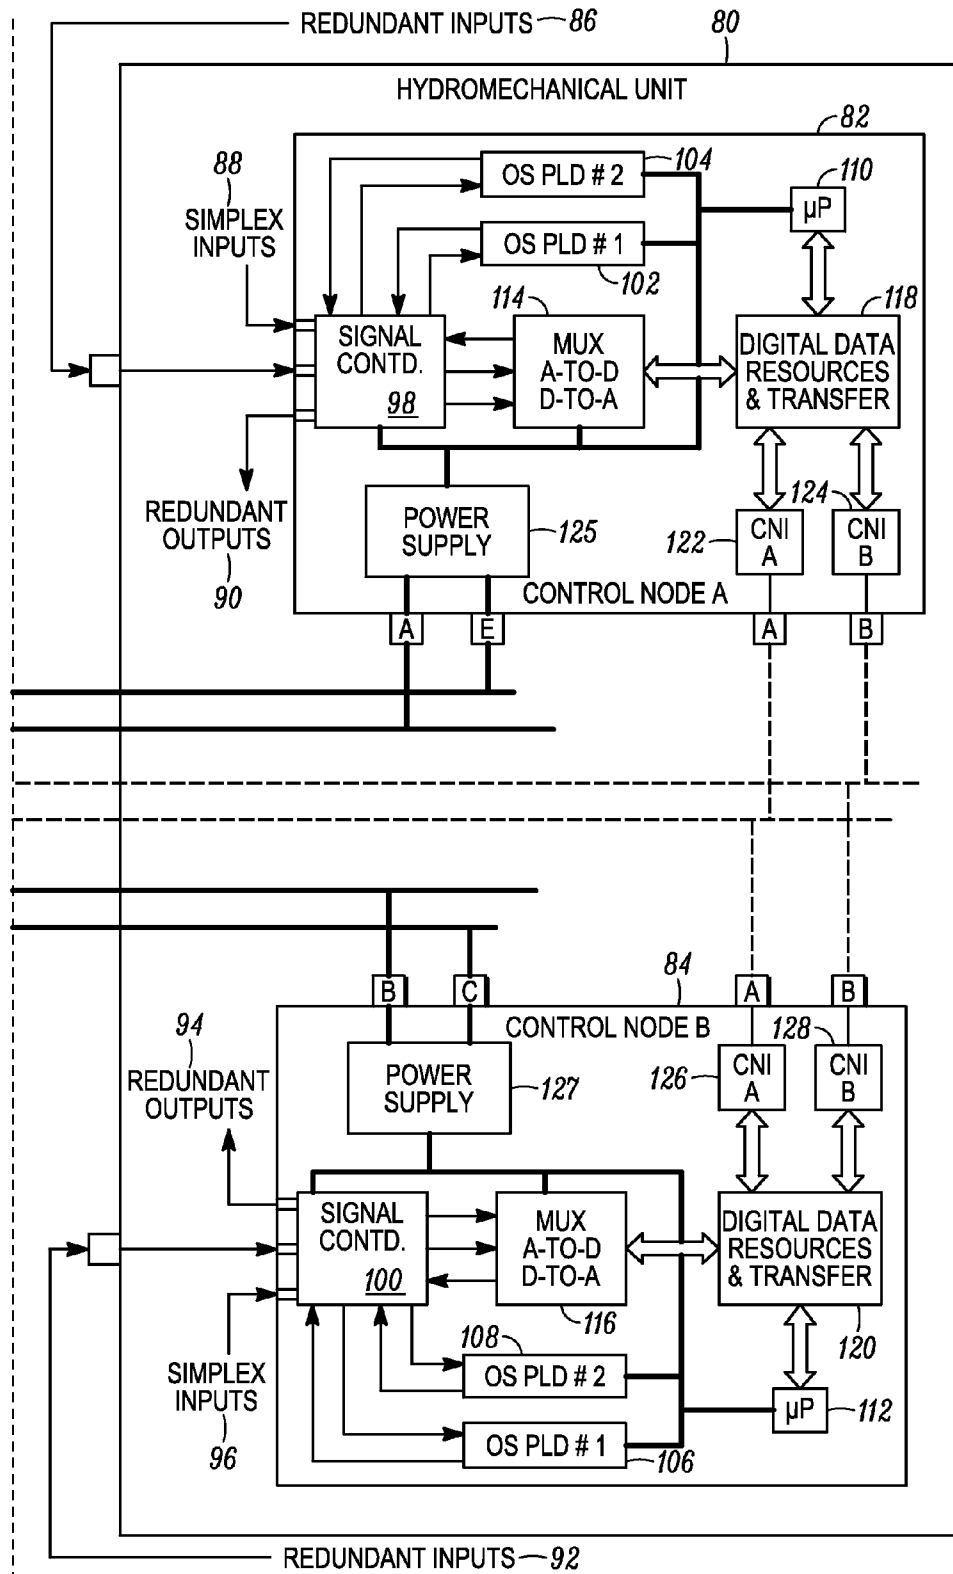 REDUNDANT INPUTS 86
80
HYDROMECHANICAL UNIT
82
88
SIMPLEX
INPUTS
OS PLD # 2
104
110
µP
OS PLD # 1
102
114
118
SIGNAL
CONTD.
98
MUX
A-TO-D
D-TO-A
DIGITAL DATA
RESOURCES
& TRANSFER
REDUNDANT
OUTPUTS
90
POWER
SUPPLY
125
122
CNI
A
124
CNI
B
CONTROL NODE A
A
E
A
B
B
C
84
A
B
CONTROL NODE B
94
REDUNDANT
OUTPUTS
POWER
SUPPLY
127
126
CNI
A
128
CNI
B
SIGNAL
CONTD.
100
MUX
A-TO-D
D-TO-A
116
DIGITAL DATA
RESOURCES
& TRANSFER
120
SIMPLEX
INPUTS
96
108
OS PLD # 2
µP
112
OS PLD # 1
106
REDUNDANT INPUTS 92